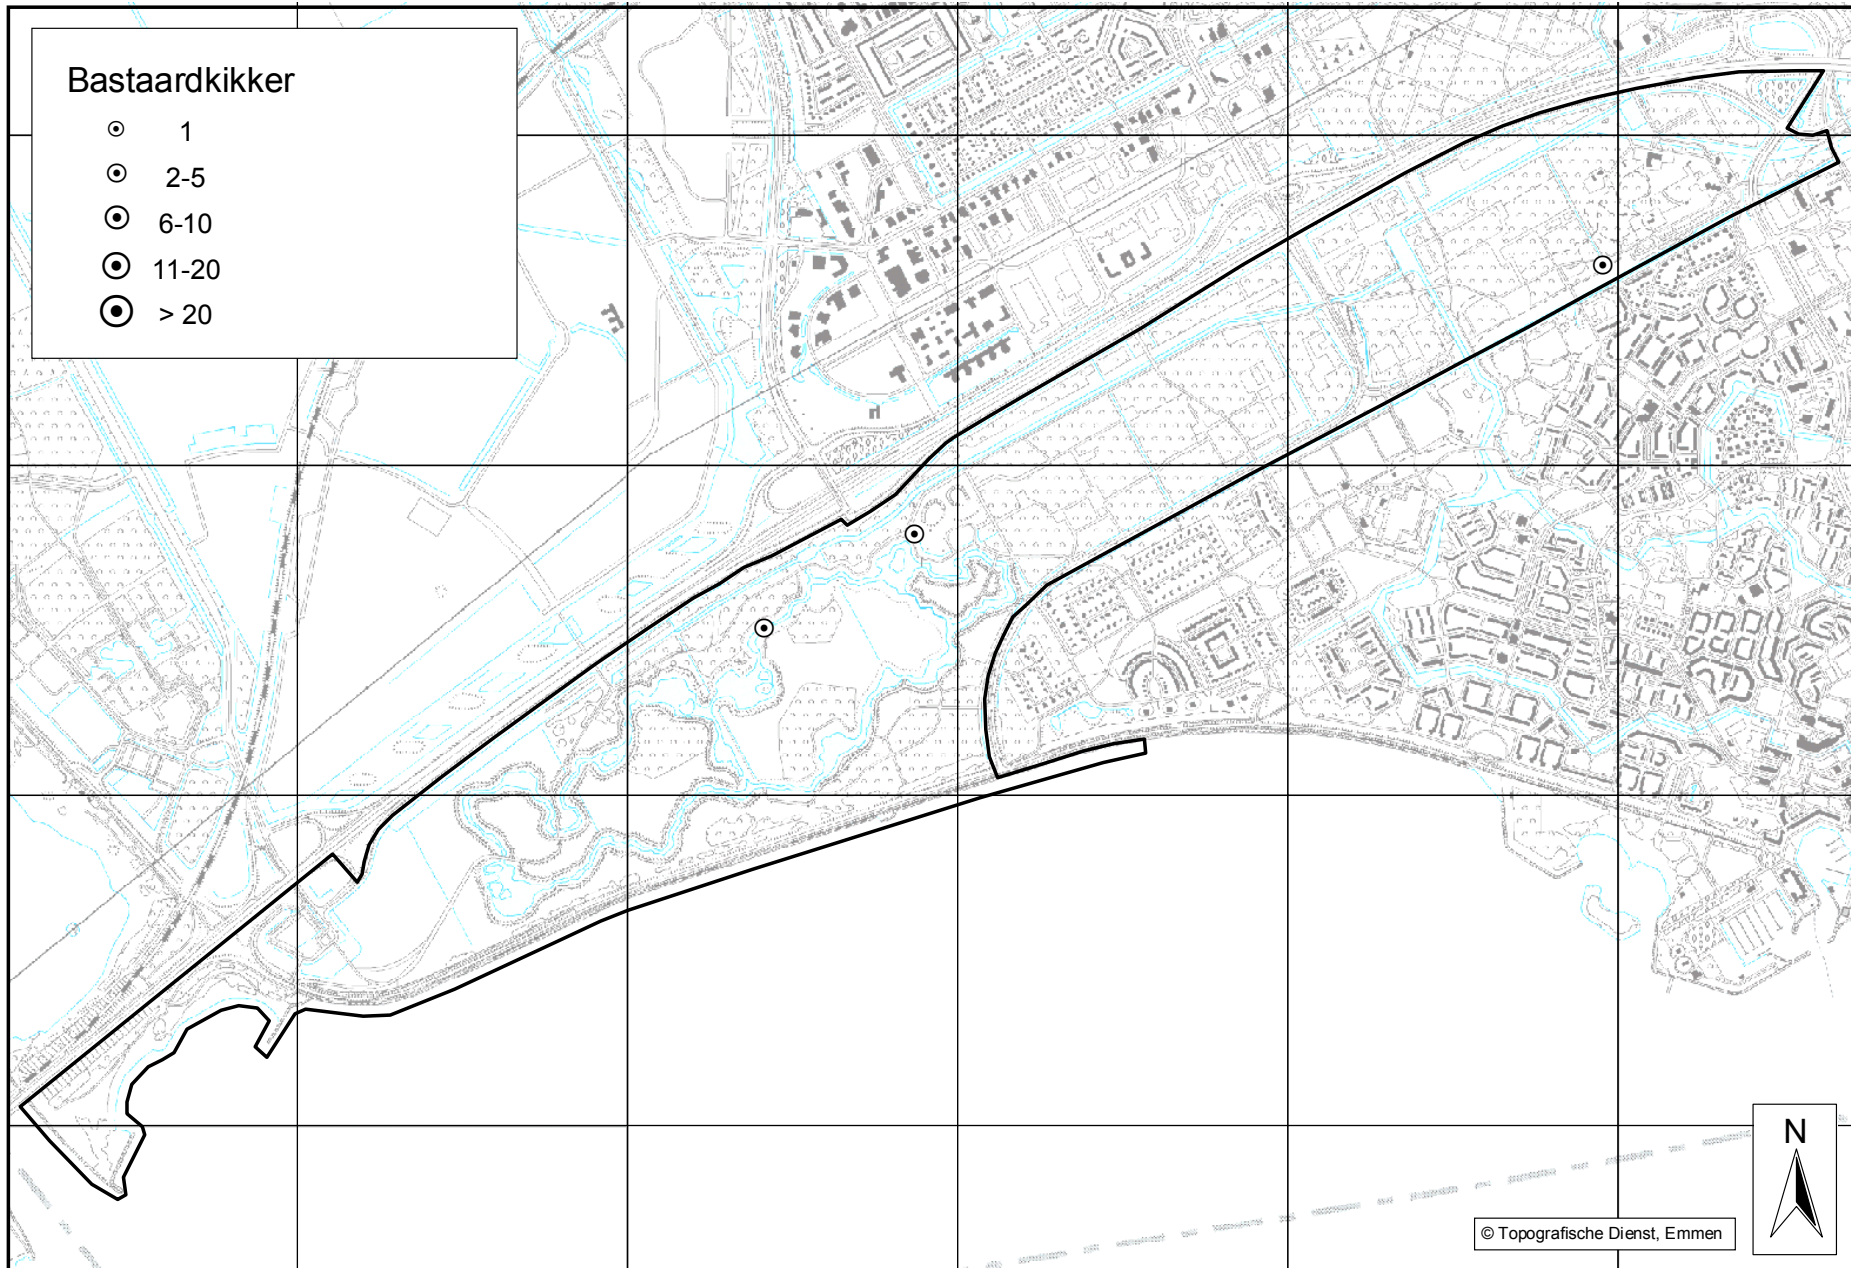 Bastaardkikker
1
2-5
6-10
11-20
> 20
N
© Topografische Dienst, Emmen